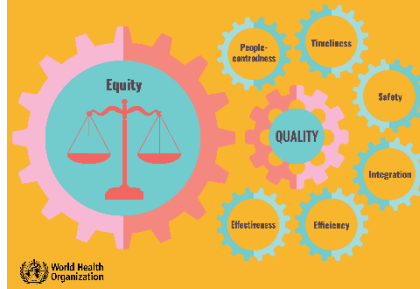 Equity
People-
centredness
Timeliness
Safety
QUALITY
Integration
Effectiveness
Efficiency
World Health
Organization